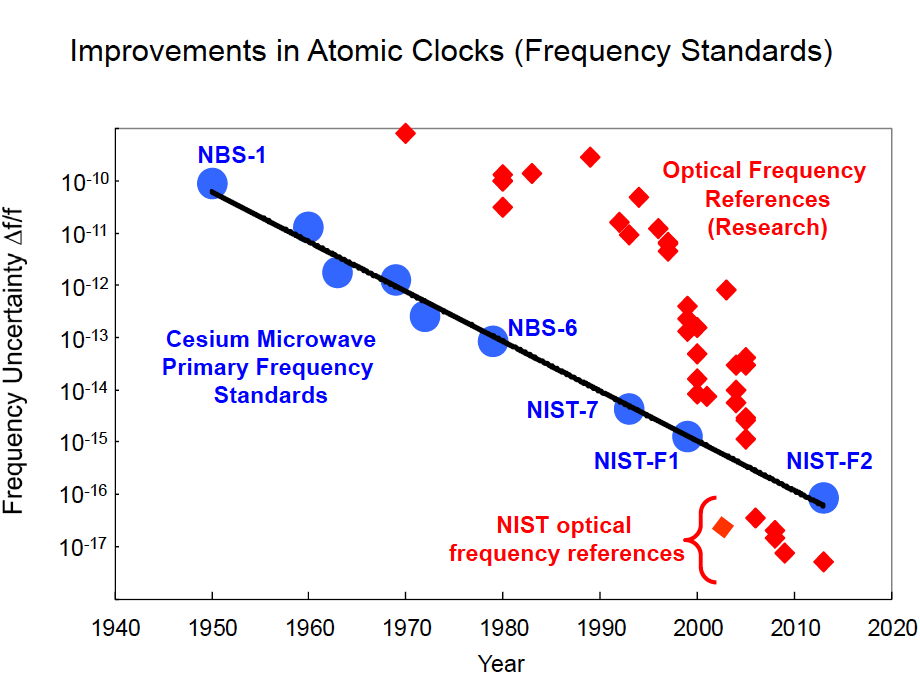 Improvements in Atomic Clocks (Frequency Standards)
NBS-1
Optical Frequency
References
(Research)
Cesium Microwave
Primary Frequency
Standards
NBS-6
NIST-7
NIST-F1
NIST-F2
NIST optical
frequency references
Frequency Uncertainty Δf/f
10⁻¹⁰
10⁻¹¹
10⁻¹²
10⁻¹³
10⁻¹⁴
10⁻¹⁵
10⁻¹⁶
10⁻¹⁷
1940 1950 1960 1970 1980 1990 2000 2010 2020
Year